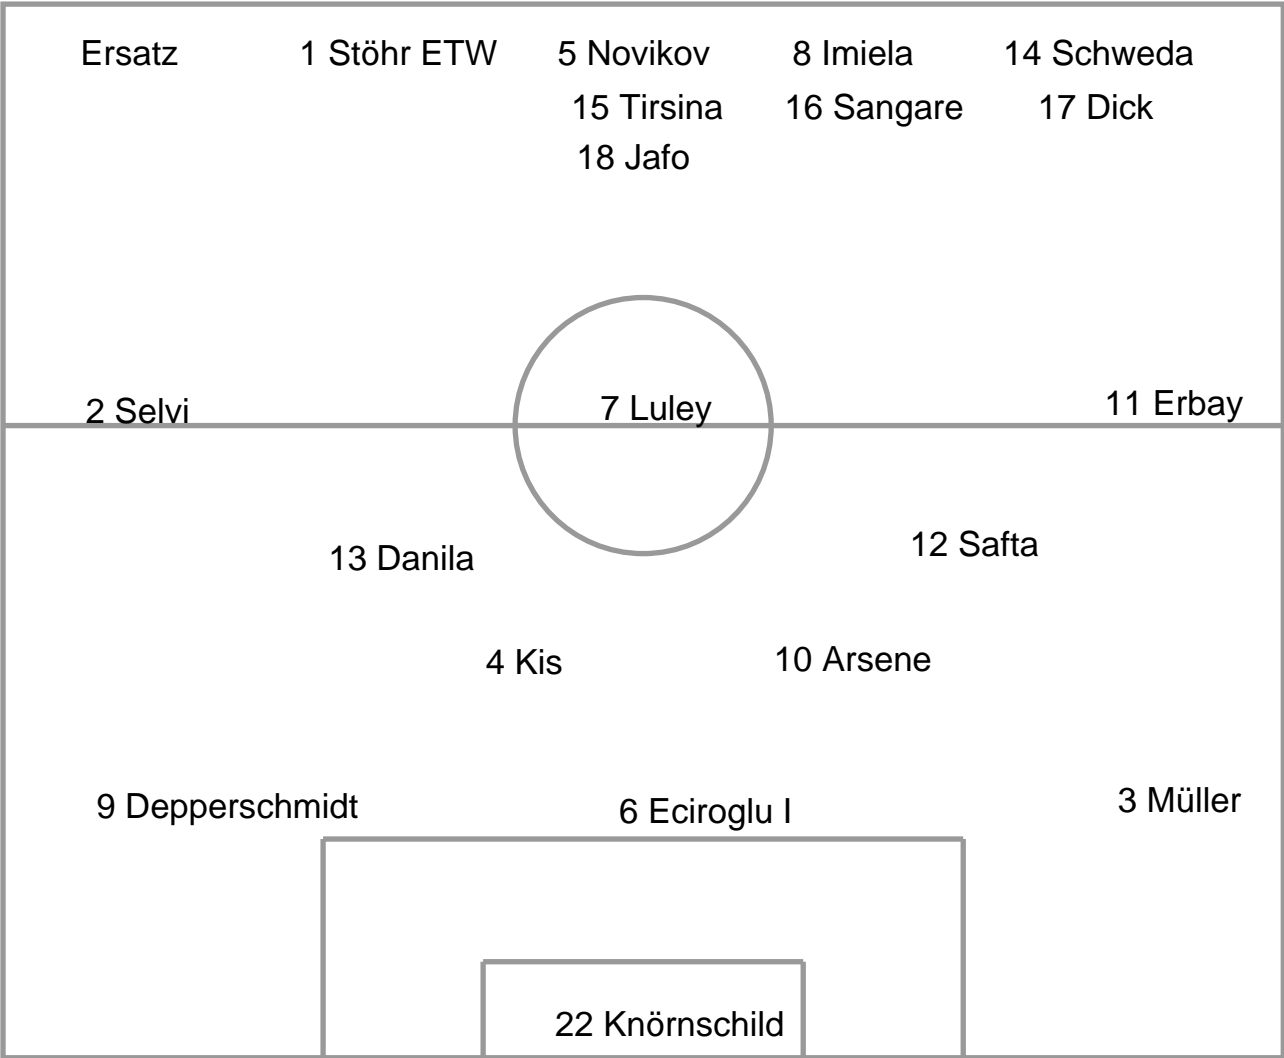 Ersatz 1 Stöhr ETW 5 Novikov 8 Imiela 14 Schweda
15 Tirsina 16 Sangare 17 Dick
18 Jafo
2 Selvi 7 Luley 11 Erbay
13 Danila 12 Safta
4 Kis 10 Arsene
9 Depperschmidt 6 Eciroglu I 3 Müller
22 Knörnschild